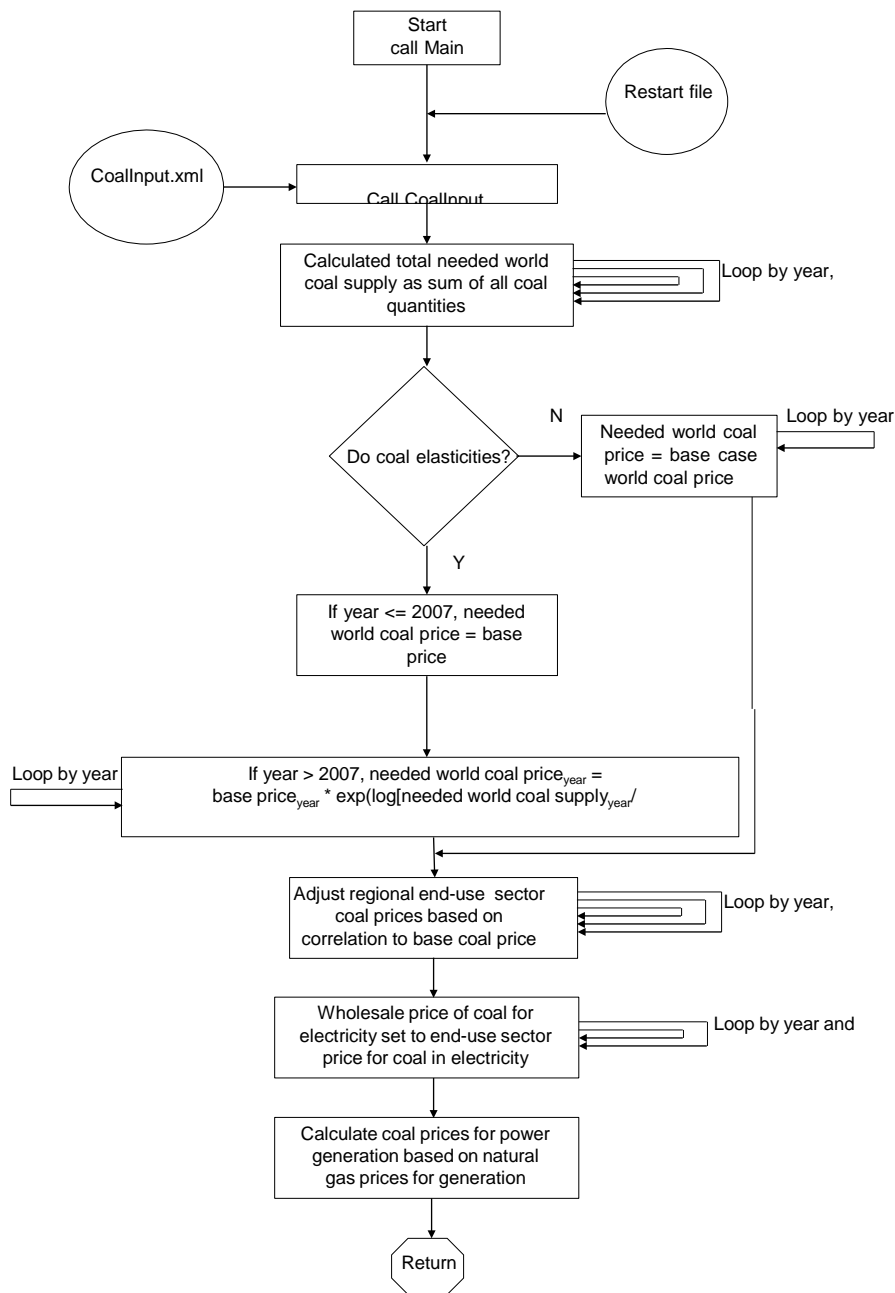 Start
call Main
Restart file
CoalInput.xml
Call CoalInput
Calculated total needed world
coal supply as sum of all coal
quantities
Loop by year,
Do coal elasticities?
N
Needed world coal
price = base case
world coal price
Loop by year
Y
If year <= 2007, needed
world coal price = base
price
Loop by year
If year > 2007, needed world coal price year =
base price year * exp(log[needed world coal supply year/
Adjust regional end-use sector
coal prices based on
correlation to base coal price
Loop by year,
Wholesale price of coal for
electricity set to end-use sector
price for coal in electricity
Loop by year and
Calculate coal prices for power
generation based on natural
gas prices for generation
Return